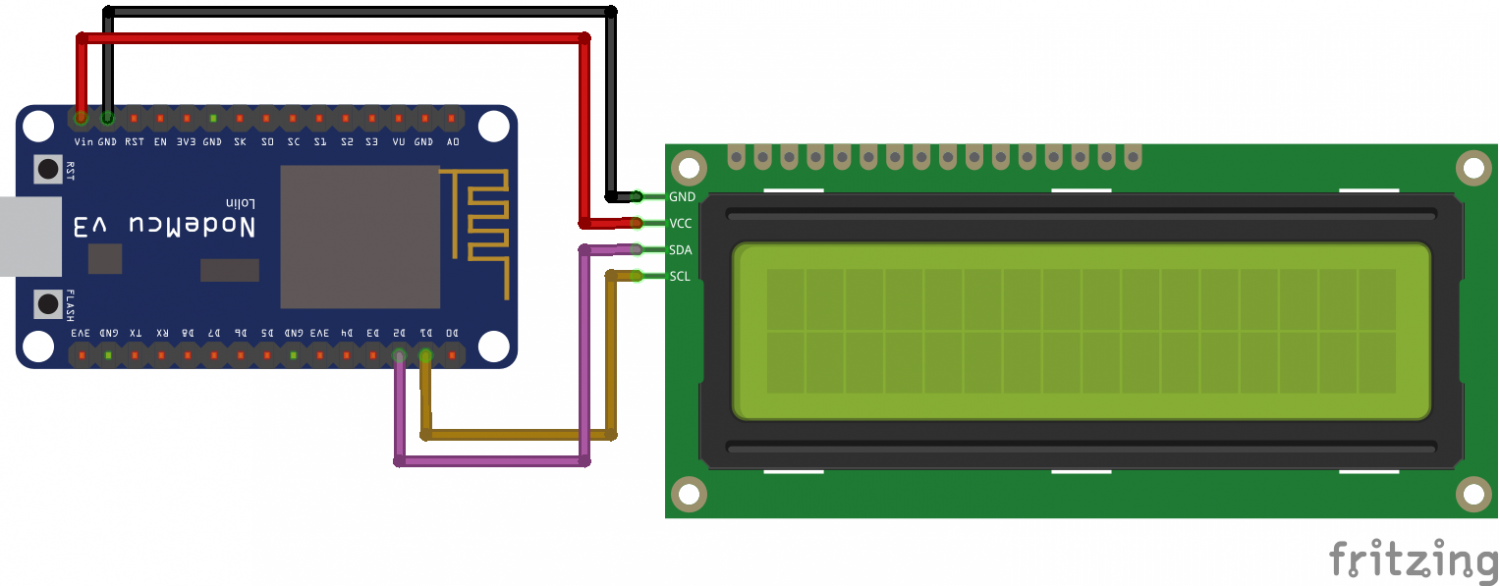 Vin GND RST EN 3V3 GND SK SO SC S1 S2 S3 VU GND AO
RST
Lolin
NodeMcu v3
FLASH
3V3 GND TX RX D8 D7 D6 D5 GND 3V3 D4 D3 D2 D1 D0
GND
VCC
SDA
SCL
fritzing